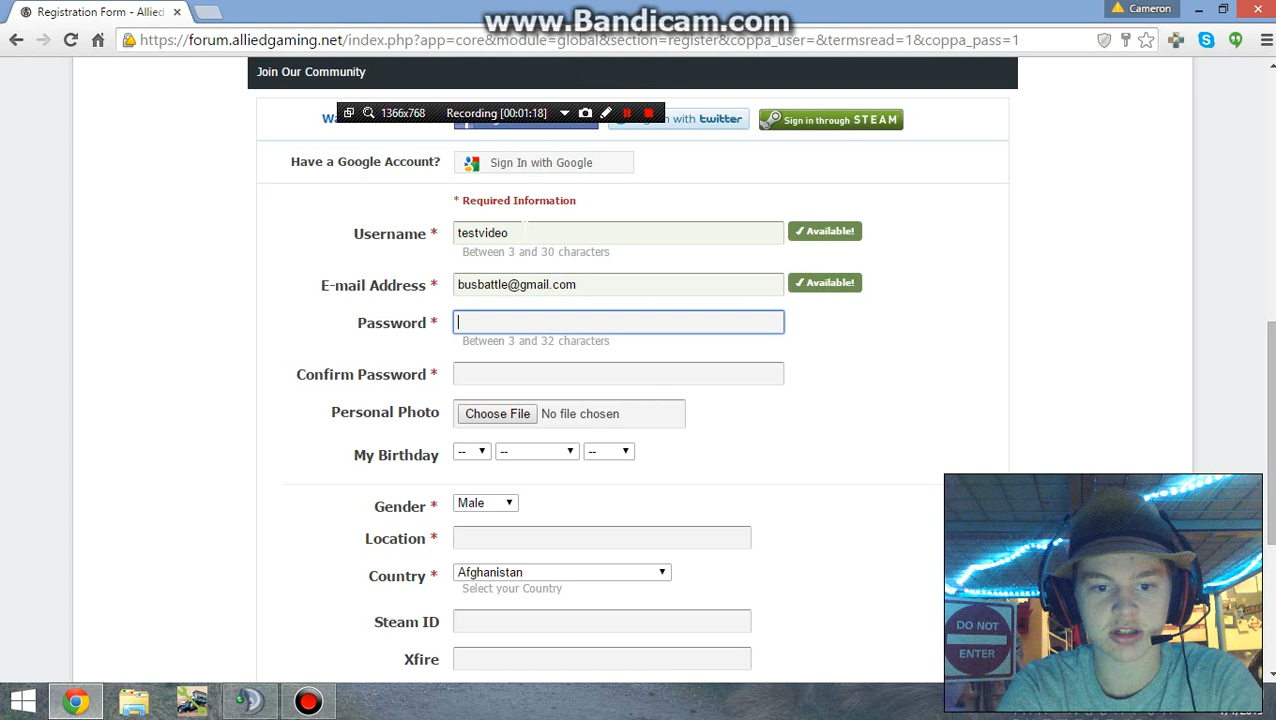 www.Bandicam.com
Registration Form - Allied
Cameron
https://forum.alliedgaming.net/index.php?app=core&module=global&section=register&coppa_user=&termsread=1&coppa_pass=1
Join Our Community
1366x768 Recording [00:01:18]
with twitter
Sign in through STEAM
Have a Google Account? Sign In with Google
* Required Information
Username * testvideo ✓ Available!
Between 3 and 30 characters
E-mail Address * busbattle@gmail.com ✓ Available!
Password *
Between 3 and 32 characters
Confirm Password *
Personal Photo Choose File No file chosen
My Birthday -- -- --
Gender * Male
Location *
Country * Afghanistan
Select your Country
Steam ID
Xfire
DO NOT
ENTER